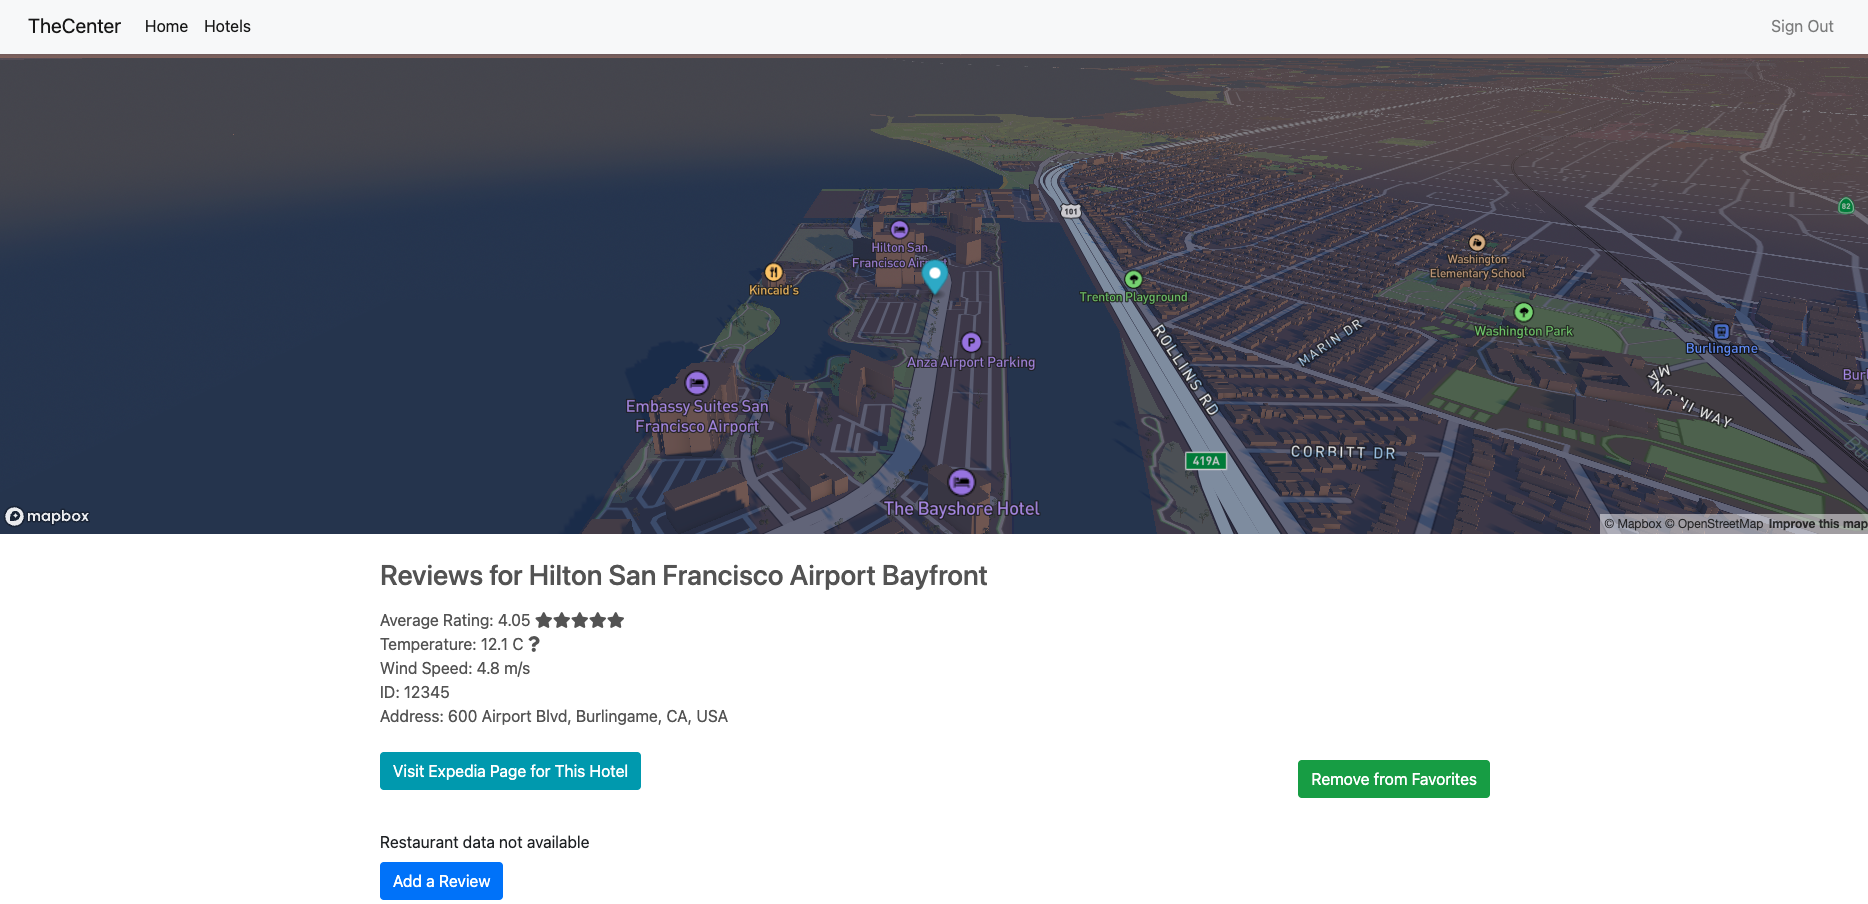 TheCenter
Home
Hotels
Sign Out
101
82
Hilton San
Francisco Air
Kincaid's
Washington
Elementary School
Trenton Playground
Washington Park
Burlingame
P
Anza Airport Parking
ROLLINS RD
MARIN DR
Embassy Suites San
Francisco Airport
WAY
CORBITT DR
419A
The Bayshore Hotel
mapbox
© Mapbox © OpenStreetMap Improve this map
Reviews for Hilton San Francisco Airport Bayfront
Average Rating: 4.05
Temperature: 12.1 C ?
Wind Speed: 4.8 m/s
ID: 12345
Address: 600 Airport Blvd, Burlingame, CA, USA
Visit Expedia Page for This Hotel
Remove from Favorites
Restaurant data not available
Add a Review